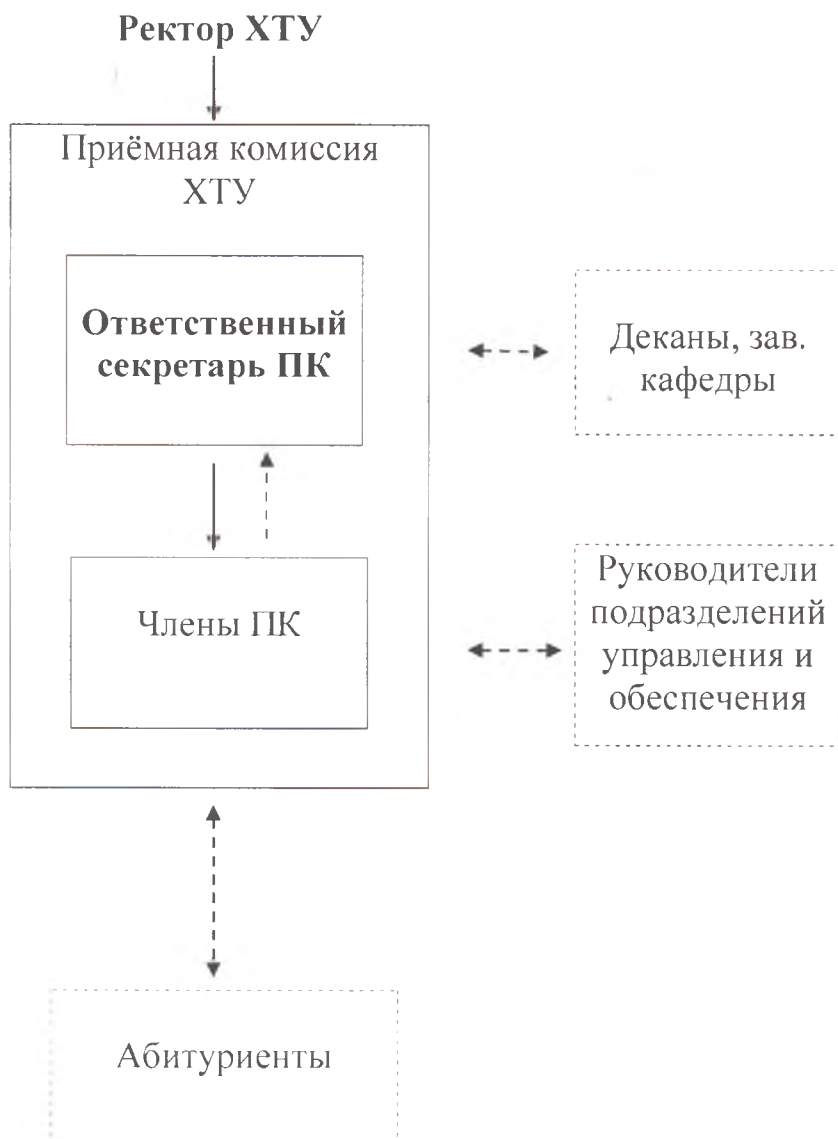 Ректор ХТУ
Приёмная комиссия
ХТУ
Ответственный
секретарь ПК
Члены ПК
Деканы, зав.
кафедры
Руководители
подразделений
управления и
обеспечения
Абитуриенты